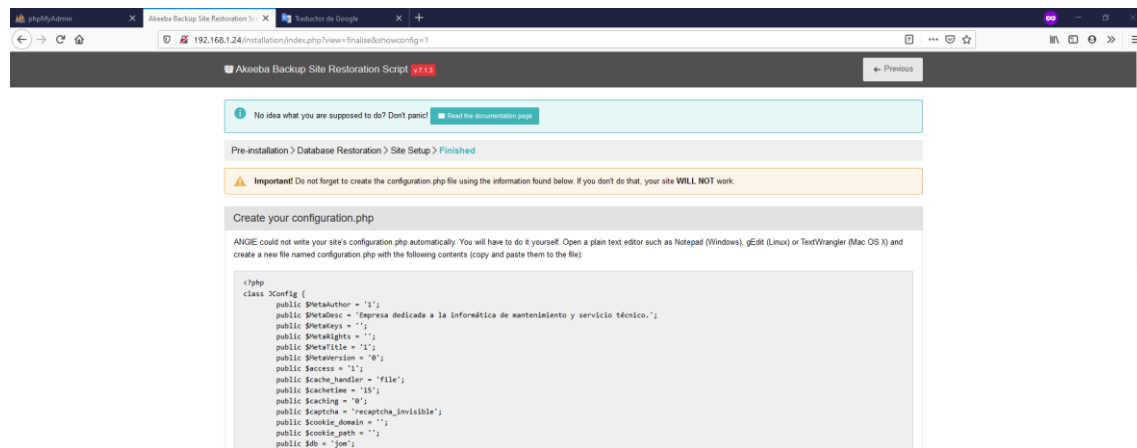 phpMyAdmin
Akeeba Backup Site Restoration Sc
Traductor de Google
192.168.1.24/installation/index.php?view=finalise&showconfig=1
Akeeba Backup Site Restoration Script v7.1.3
Previous
No idea what you are supposed to do? Don't panic! Read the documentation page
Pre-installation > Database Restoration > Site Setup > Finished
Important! Do not forget to create the configuration.php file using the information found below. If you don't do that, your site WILL NOT work.
Create your configuration.php
ANGIE could not write your site's configuration.php automatically. You will have to do it yourself. Open a plain text editor such as Notepad (Windows), gEdit (Linux) or TextWrangler (Mac OS X) and
create a new file named configuration.php with the following contents (copy and paste them to the file):
<?php
class JConfig {
public $MetaAuthor = '1';
public $MetaDesc = 'Empresa dedicada a la informática de mantenimiento y servicio técnico.';
public $MetaKeys = '';
public $MetaRights = '';
public $MetaTitle = '1';
public $MetaVersion = '0';
public $access = '1';
public $cache_handler = 'file';
public $cachetime = '15';
public $caching = '0';
public $captcha = 'recaptcha_invisible';
public $cookie_domain = '';
public $cookie_path = '';
public $db = 'jom';